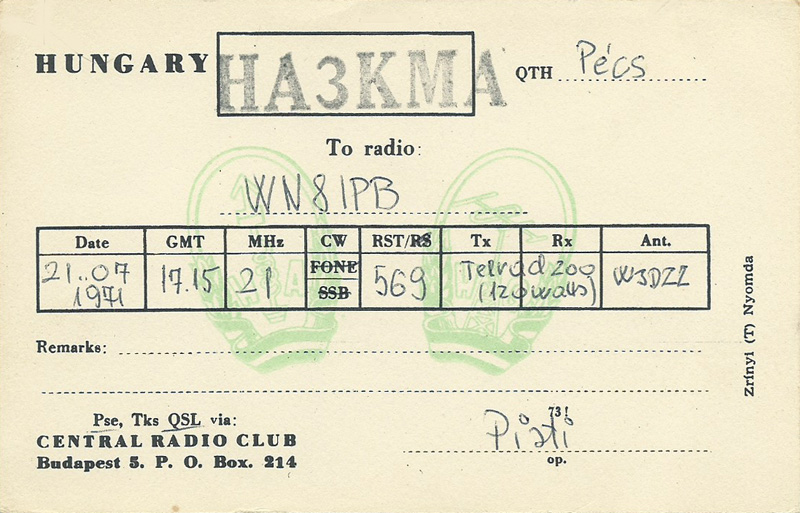 HUNGARY HA3KMA QTH Pécs
To radio:
WN8IPB
Date GMT MHz CW RST/RS Tx Rx Ant.
FONE
SSB
21..07 1971 17.15 21 569 Tetrad 200 (120 watts) W3DZZ
Remarks:
Pse, Tks QSL via: 73!
CENTRAL RADIO CLUB Pisti
Budapest 5. P. O. Box. 214 op.
Zrínyi (T) Nyomda